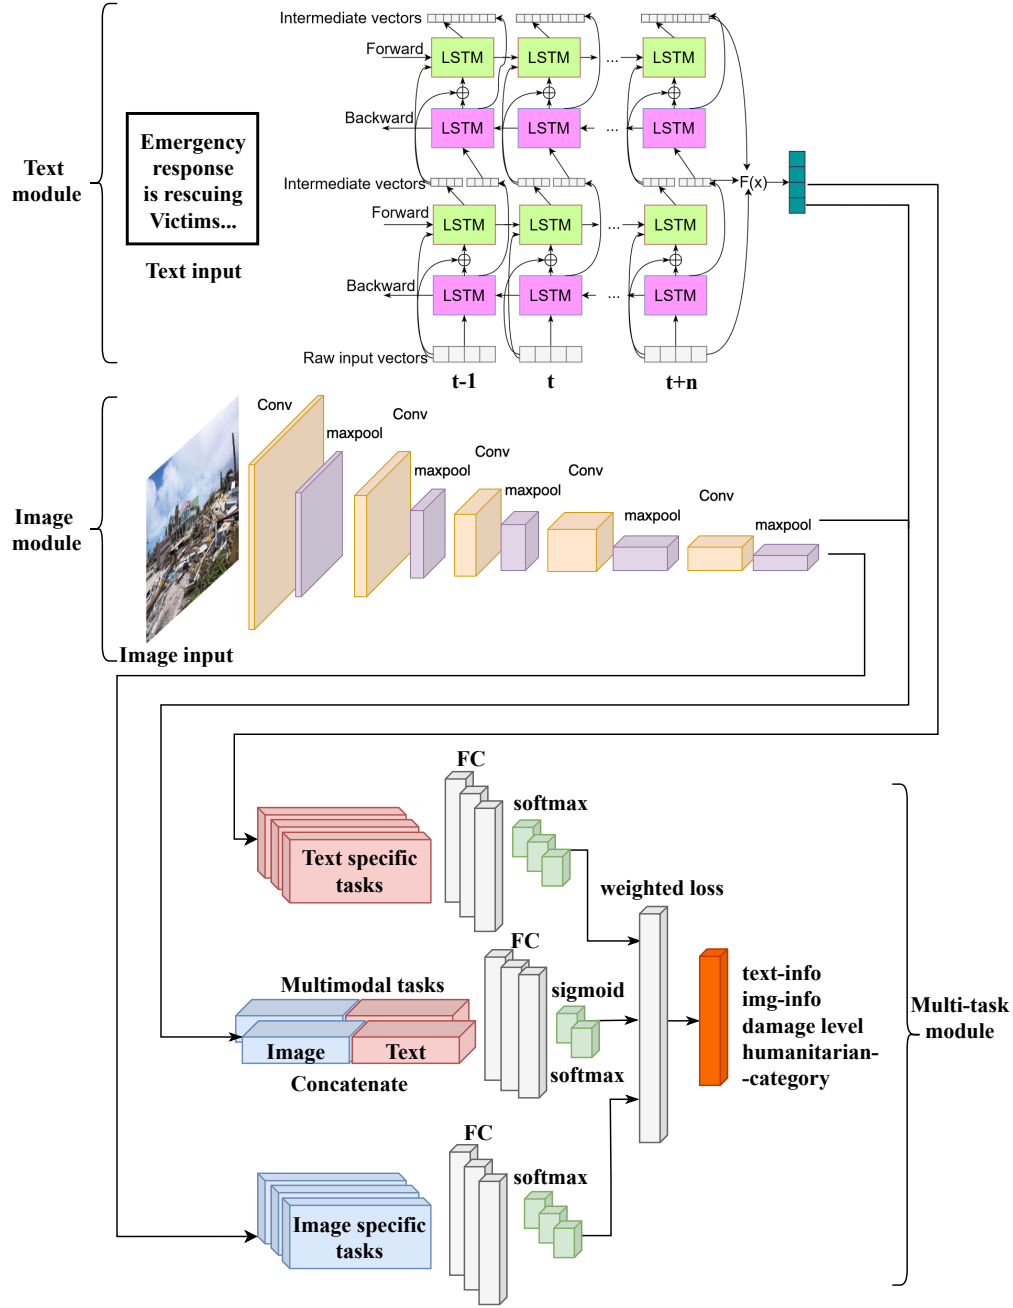 Text
module
Emergency
response
is rescuing
Victims...
Text input
Intermediate vectors
Forward
LSTM
LSTM
...
LSTM
Backward
LSTM
LSTM
...
LSTM
Intermediate vectors
F(x)
Forward
LSTM
LSTM
...
LSTM
Backward
LSTM
LSTM
...
LSTM
Raw input vectors
t-1
t
t+n
Image
module
Image input
Conv
maxpool
Conv
maxpool
Conv
maxpool
Conv
maxpool
Conv
maxpool
FC
softmax
Text specific
tasks
weighted loss
FC
Multimodal tasks
sigmoid
Image
Text
softmax
Concatenate
text-info
img-info
damage level
humanitarian-
-category
Multi-task
module
FC
softmax
Image specific
tasks